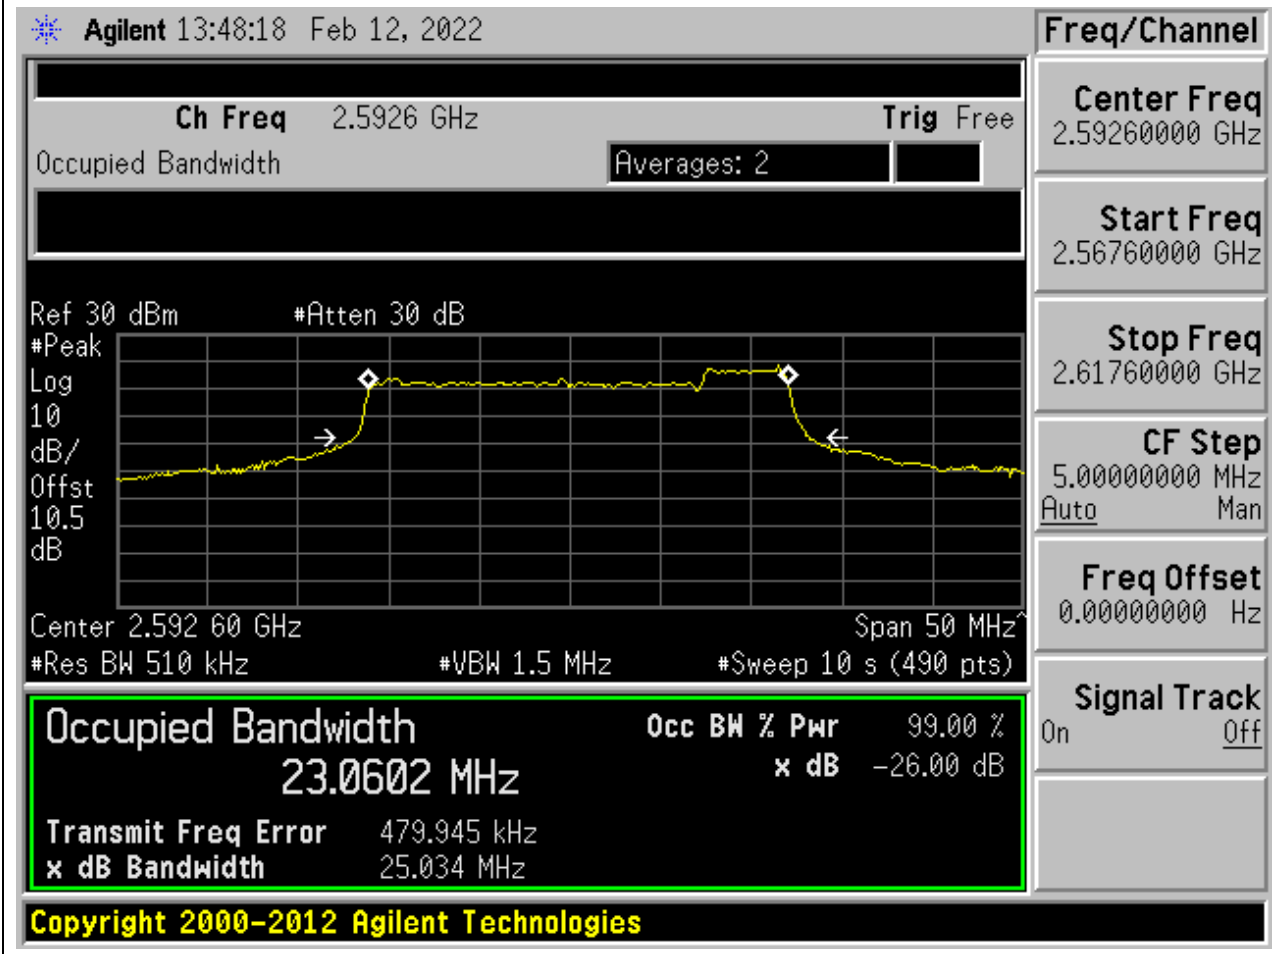 Agilent 13:48:18 Feb 12, 2022
Freq/Channel
Ch Freq 2.5926 GHz Trig Free
Occupied Bandwidth Averages: 2
Center Freq
2.59260000 GHz
Start Freq
2.56760000 GHz
Stop Freq
2.61760000 GHz
CF Step
5.00000000 MHz
Auto Man
Freq Offset
0.00000000 Hz
Signal Track
On Off
Ref 30 dBm #Atten 30 dB
#Peak
Log
10
dB/
Offst
10.5
dB
Center 2.592 60 GHz Span 50 MHz^
#Res BW 510 kHz #VBW 1.5 MHz #Sweep 10 s (490 pts)
Occupied Bandwidth Occ BW % Pwr 99.00 %
23.0602 MHz x dB -26.00 dB
Transmit Freq Error 479.945 kHz
x dB Bandwidth 25.034 MHz
Copyright 2000-2012 Agilent Technologies